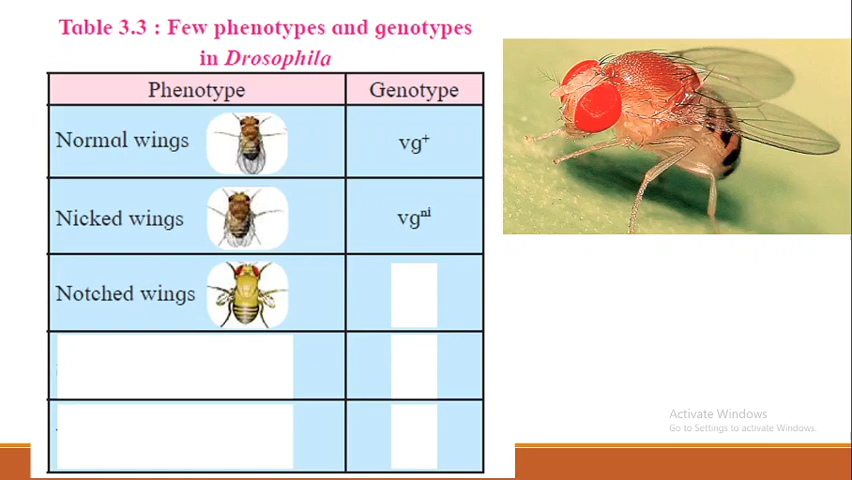 Table 3.3 : Few phenotypes and genotypes
in Drosophila
Phenotype Genotype
Normal wings vg⁺
Nicked wings vgⁿⁱ
Notched wings
Activate Windows
Go to Settings to activate Windows.